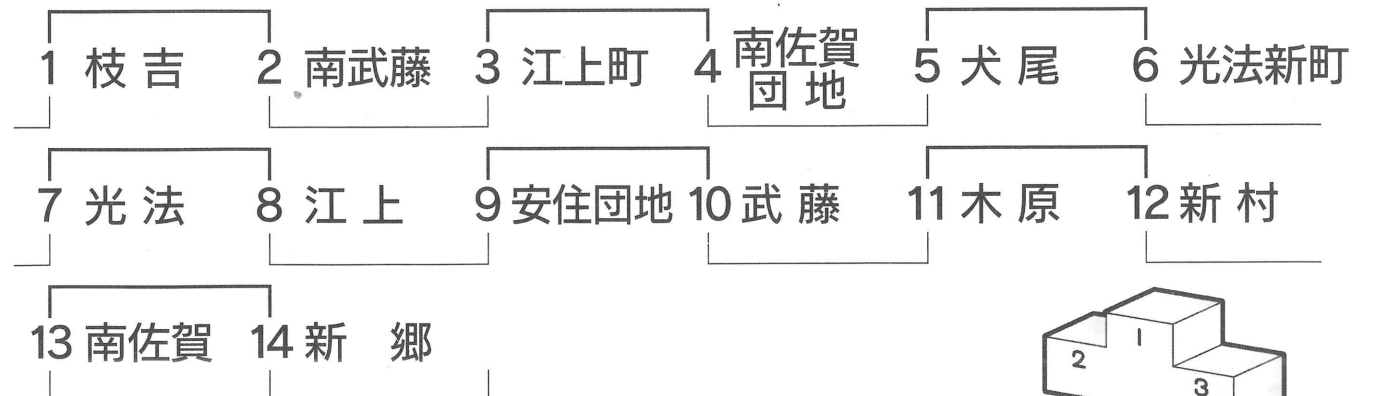 1 枝吉 2 南武藤 3 江上町 4 南佐賀団地 5 犬尾 6 光法新町
7 光法 8 江上 9 安住団地 10 武藤 11 木原 12 新村
13 南佐賀 14 新郷
1
2
3